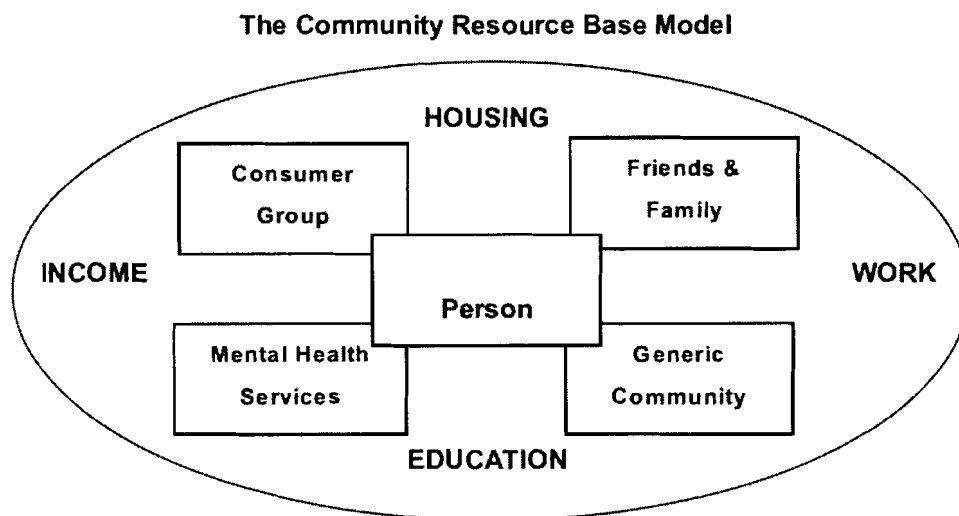 The Community Resource Base Model
HOUSING
Consumer
Group
Friends &
Family
INCOME
WORK
Person
Mental Health
Services
Generic
Community
EDUCATION